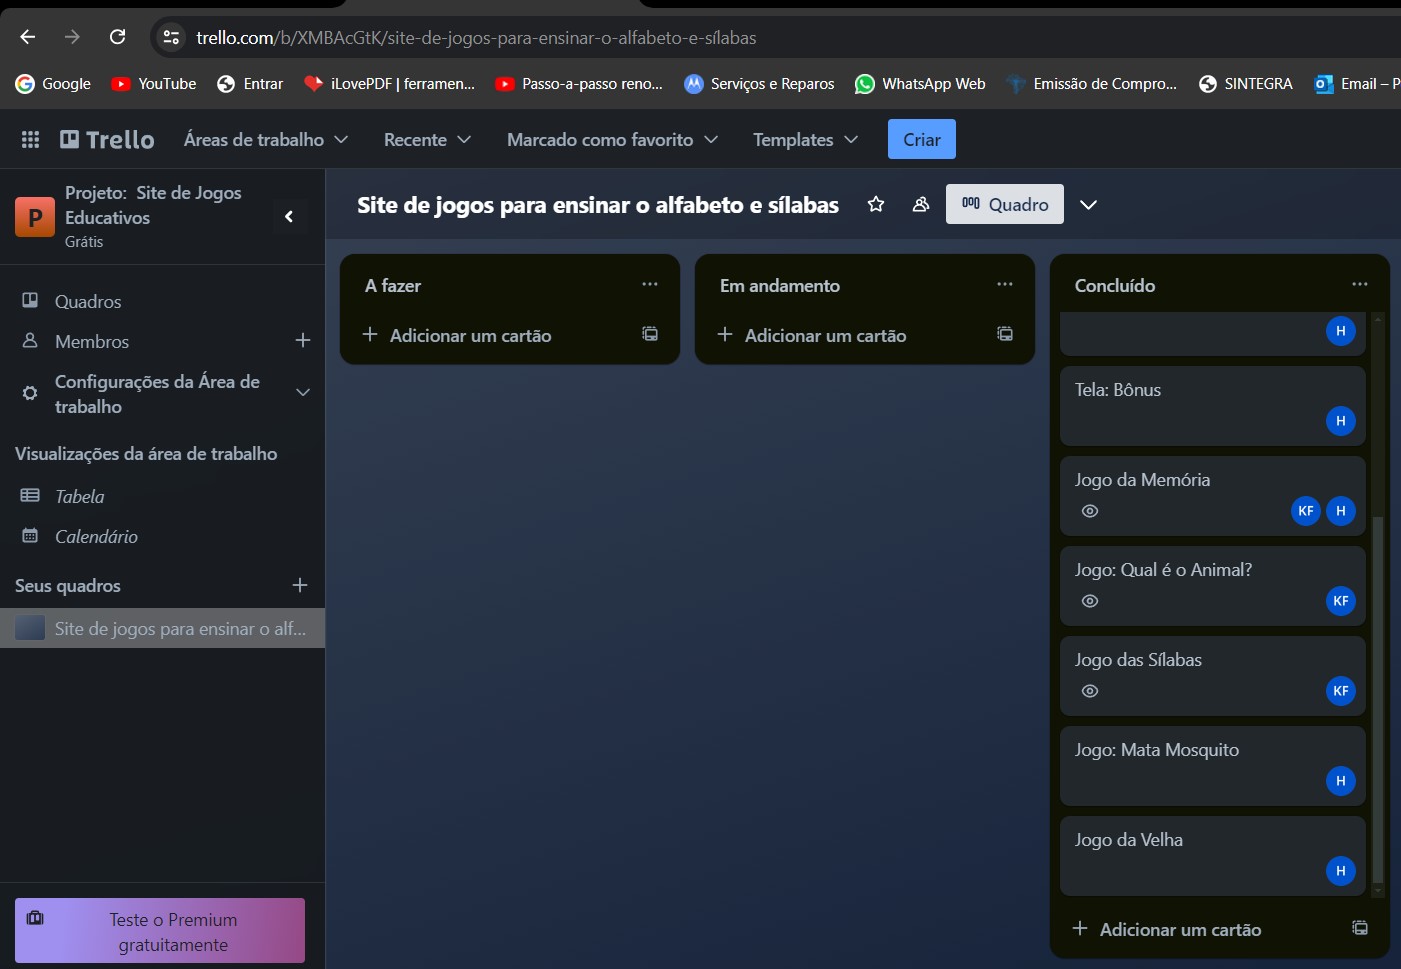 trello.com/b/XMBAcGtK/site-de-jogos-para-ensinar-o-alfabeto-e-sílabas
Google
YouTube
Entrar
iLovePDF | ferramen...
Passo-a-passo reno...
Serviços e Reparos
WhatsApp Web
Emissão de Compro...
SINTEGRA
Email – P
Trello
Áreas de trabalho
Recente
Marcado como favorito
Templates
Criar
P
Projeto: Site de Jogos
Educativos
Grátis
Quadros
Membros
Configurações da Área de
trabalho
Visualizações da área de trabalho
Tabela
Calendário
Seus quadros
Site de jogos para ensinar o alf...
Teste o Premium
gratuitamente
Site de jogos para ensinar o alfabeto e sílabas
Quadro
A fazer
Adicionar um cartão
Em andamento
Adicionar um cartão
Concluído
H
Tela: Bônus
H
Jogo da Memória
KF H
Jogo: Qual é o Animal?
KF
Jogo das Sílabas
KF
Jogo: Mata Mosquito
H
Jogo da Velha
H
Adicionar um cartão